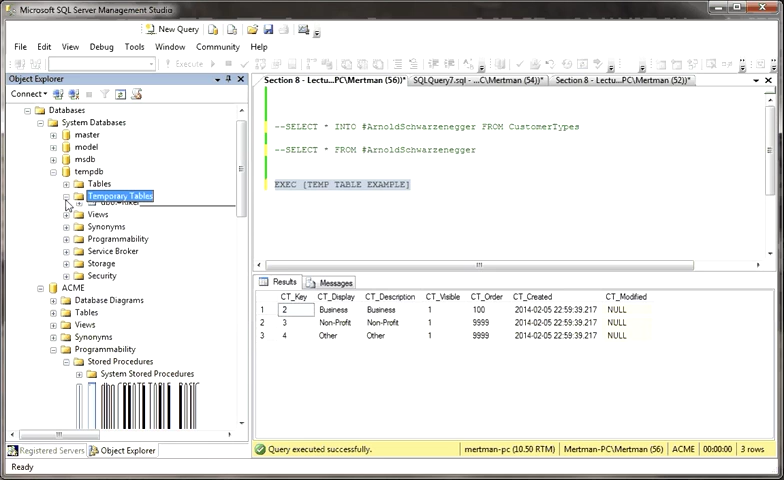 Microsoft SQL Server Management Studio
New Query
File Edit View Debug Tools Window Community Help
Execute
Object Explorer
Connect
Databases
System Databases
master
model
msdb
tempdb
Tables
Temporary Tables
Views
Synonyms
Programmability
Service Broker
Storage
Security
ACME
Database Diagrams
Tables
Views
Synonyms
Programmability
Stored Procedures
System Stored Procedures
Registered Servers Object Explorer
Section 8 - Lectu...PC\Mertman (56))* SQLQuery7.sql - ...C\Mertman (54))* Section 8 - Lectu...PC\Mertman (52))*
--SELECT * INTO #ArnoldSchwarzenegger FROM CustomerTypes
--SELECT * FROM #ArnoldSchwarzenegger
EXEC [TEMP TABLE EXAMPLE]
Results Messages
CT_Key CT_Display CT_Description CT_Visible CT_Order CT_Created CT_Modified
1 2 Business Business 1 100 2014-02-05 22:59:39.217 NULL
2 3 Non-Profit Non-Profit 1 9999 2014-02-05 22:59:39.217 NULL
3 4 Other Other 1 9999 2014-02-05 22:59:39.217 NULL
Query executed successfully. mertman-pc (10.50 RTM) Mertman-PC\Mertman (56) ACME 00:00:00 3 rows
Ready